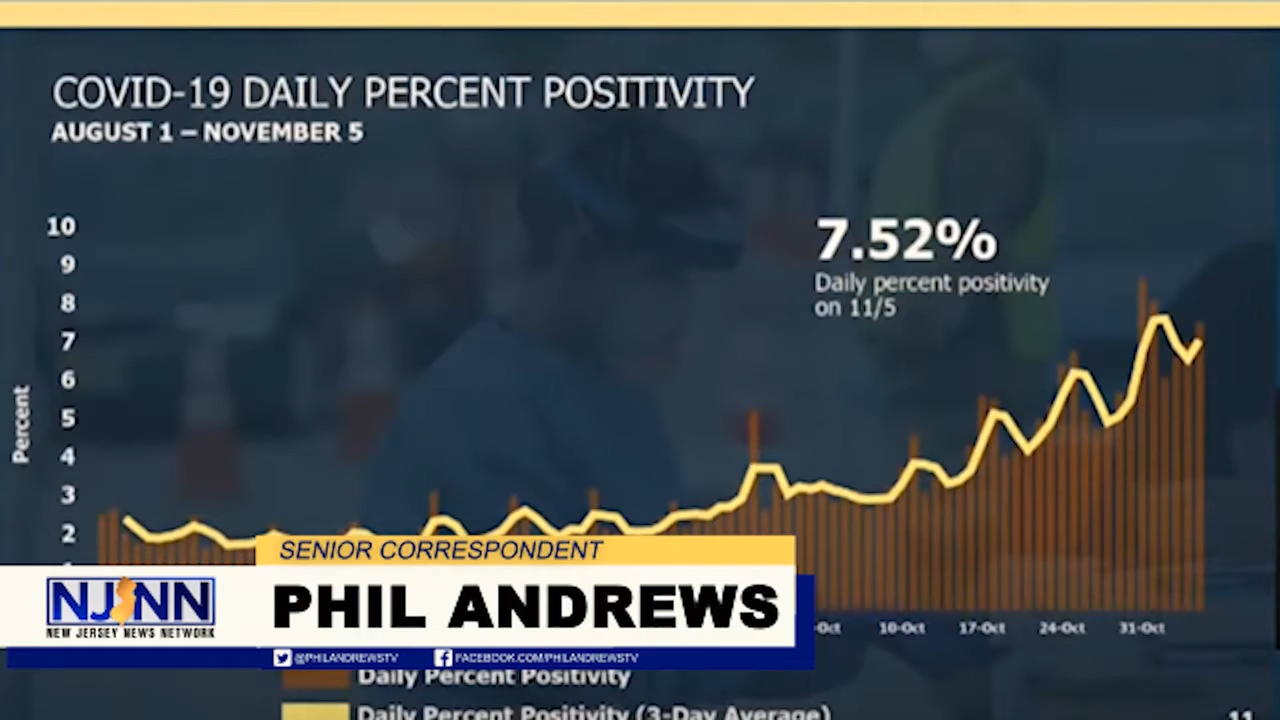 COVID-19 DAILY PERCENT POSITIVITY
AUGUST 1 – NOVEMBER 5
10
9
8
7
6
5
4
3
2
Percent
7.52%
Daily percent positivity
on 11/5
10-Oct 17-Oct 24-Oct 31-Oct
SENIOR CORRESPONDENT
PHIL ANDREWS
NJNN
NEW JERSEY NEWS NETWORK
@PHILANDREWSTV FACEBOOK.COM/PHILANDREWSTV
Daily Percent Positivity
Daily Percent Positivity (3-Day Average)
11